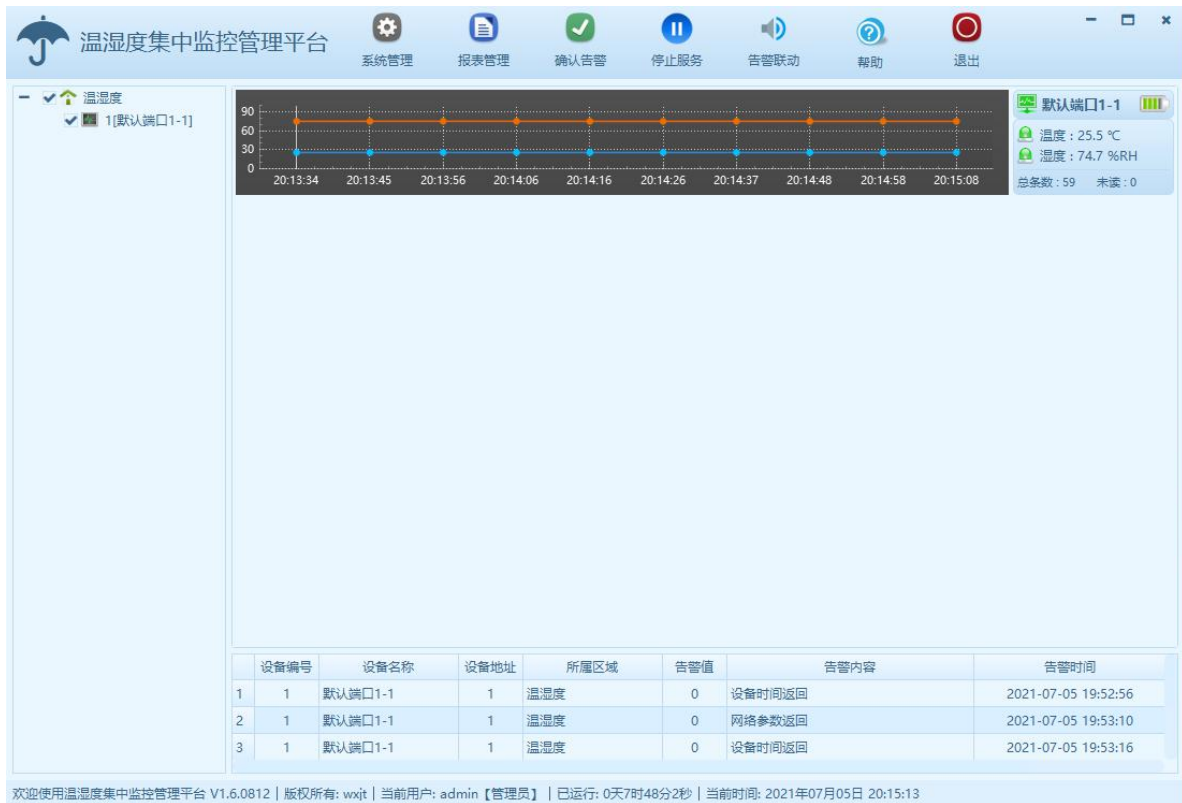 温湿度集中监控管理平台
系统管理 报表管理 确认告警 停止服务 告警联动 帮助 退出
温湿度
1[默认端口1-1]
90
60
30
0
20:13:34 20:13:45 20:13:56 20:14:06 20:14:16 20:14:26 20:14:37 20:14:48 20:14:58 20:15:08
默认端口1-1
温度 : 25.5 ℃
湿度 : 74.7 %RH
总条数 : 59 未读 : 0
设备编号 设备名称 设备地址 所属区域 告警值 告警内容 告警时间
1 1 默认端口1-1 1 温湿度 0 设备时间返回 2021-07-05 19:52:56
2 1 默认端口1-1 1 温湿度 0 网络参数返回 2021-07-05 19:53:10
3 1 默认端口1-1 1 温湿度 0 设备时间返回 2021-07-05 19:53:16
欢迎使用温湿度集中监控管理平台 V1.6.0812 | 版权所有: wxjt | 当前用户: admin【管理员】 | 已运行: 0天7时48分2秒 | 当前时间: 2021年07月05日 20:15:13